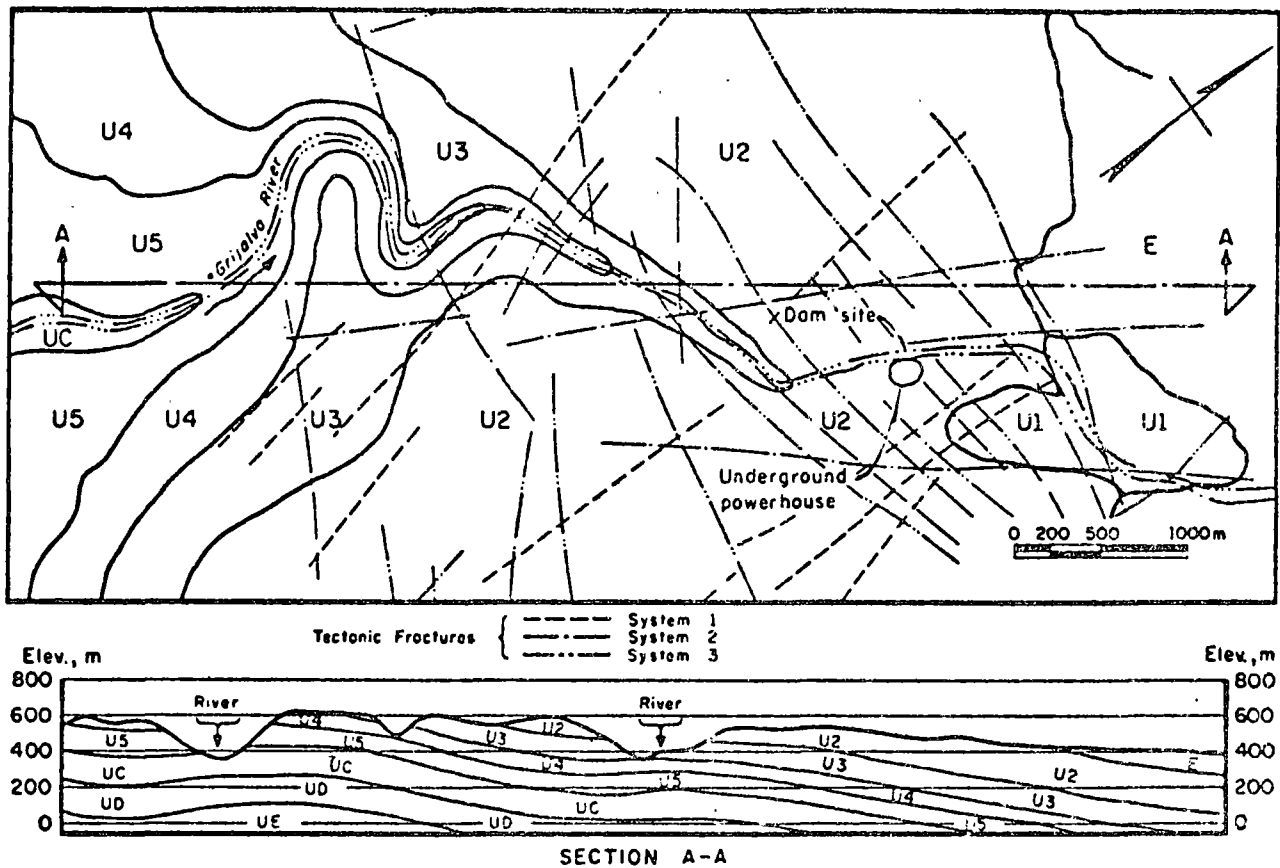 U4
U3
U2
Grijalva River
A
U5
E
A
Dam site
UC
U5
U4
U3
U2
U2
U1
U1
Underground
powerhouse
0 200 500 1000m
Tectonic Fractures { System 1
System 2
System 3
Elev., m
Elev., m
800
800
River
River
600
U4
U2
600
U5
U5
U3
U2
400
400
UC
UC
U4
U3
U2
E
200
U5
200
UD
UD
UC
U4
U3
0
UE
UD
U5
0
SECTION A-A